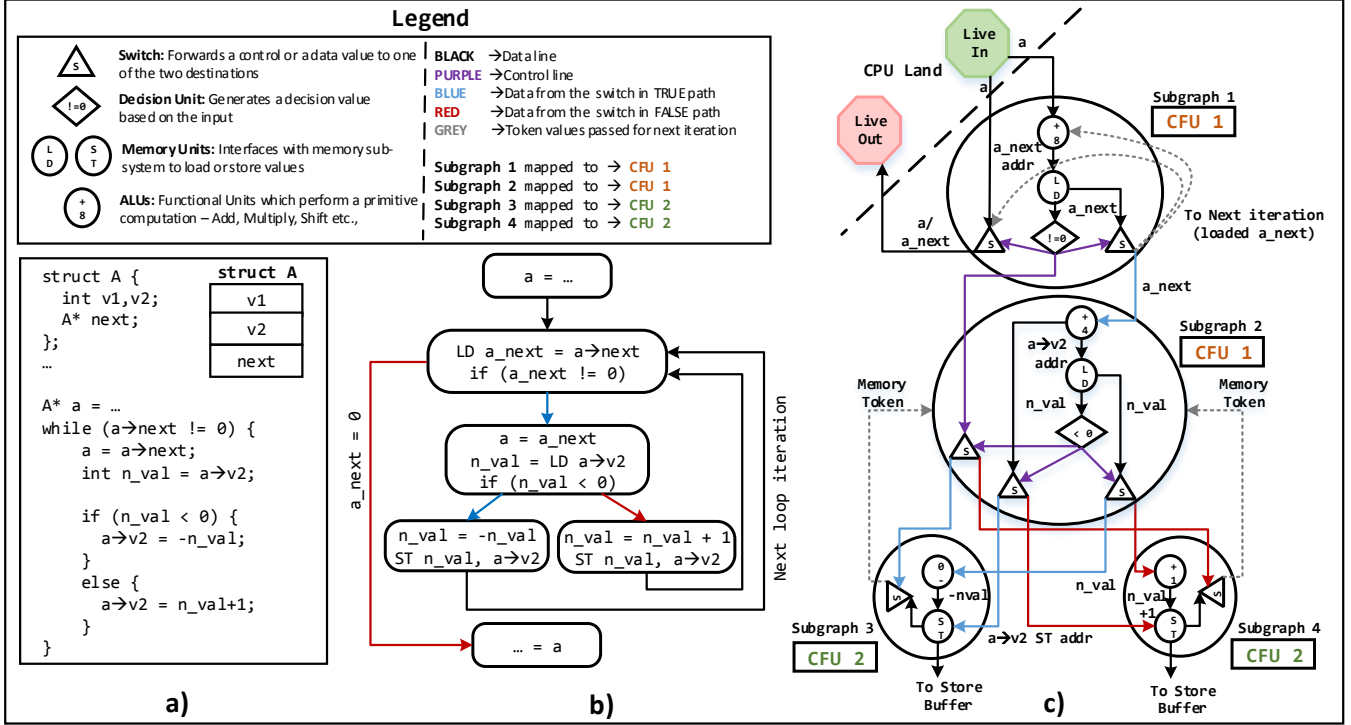 Legend
S
Switch: Forwards a control or a data value to one
of the two destinations
!=0
Decision Unit: Generates a decision value
based on the input
L
D
S
T
Memory Units: Interfaces with memory sub-
system to load or store values
+
8
ALUs: Functional Units which perform a primitive
computation – Add, Multiply, Shift etc.,
BLACK →Data line
PURPLE →Control line
BLUE →Data from the switch in TRUE path
RED →Data from the switch in FALSE path
GREY →Token values passed for next iteration
Subgraph 1 mapped to → CFU 1
Subgraph 2 mapped to → CFU 1
Subgraph 3 mapped to → CFU 2
Subgraph 4 mapped to → CFU 2
struct A {
int v1,v2;
A* next;
};
…
A* a = …
while (a→next != 0) {
a = a→next;
int n_val = a→v2;
if (n_val < 0) {
a→v2 = -n_val;
}
else {
a→v2 = n_val+1;
}
}
struct A
v1
v2
next
a)
a = …
LD a_next = a→next
if (a_next != 0)
a = a_next
n_val = LD a→v2
if (n_val < 0)
n_val = -n_val
ST n_val, a→v2
n_val = n_val + 1
ST n_val, a→v2
… = a
a_next = 0
Next loop iteration
b)
Live
In
a
a
CPU Land
Live
Out
Subgraph 1
CFU 1
+
8
a_next
addr
L
D
a_next
a/
a_next
S
!=0
S
To Next iteration
(loaded a_next)
a_next
+
4
Subgraph 2
CFU 1
a→v2
addr
L
D
Memory
Token
Memory
Token
n_val
n_val
< 0
S
S
S
0
-
+
1
S
-nval
n_val
n_val
+1
S
S
T
S
T
Subgraph 3
CFU 2
a→v2 ST addr
Subgraph 4
CFU 2
To Store
Buffer
To Store
Buffer
c)